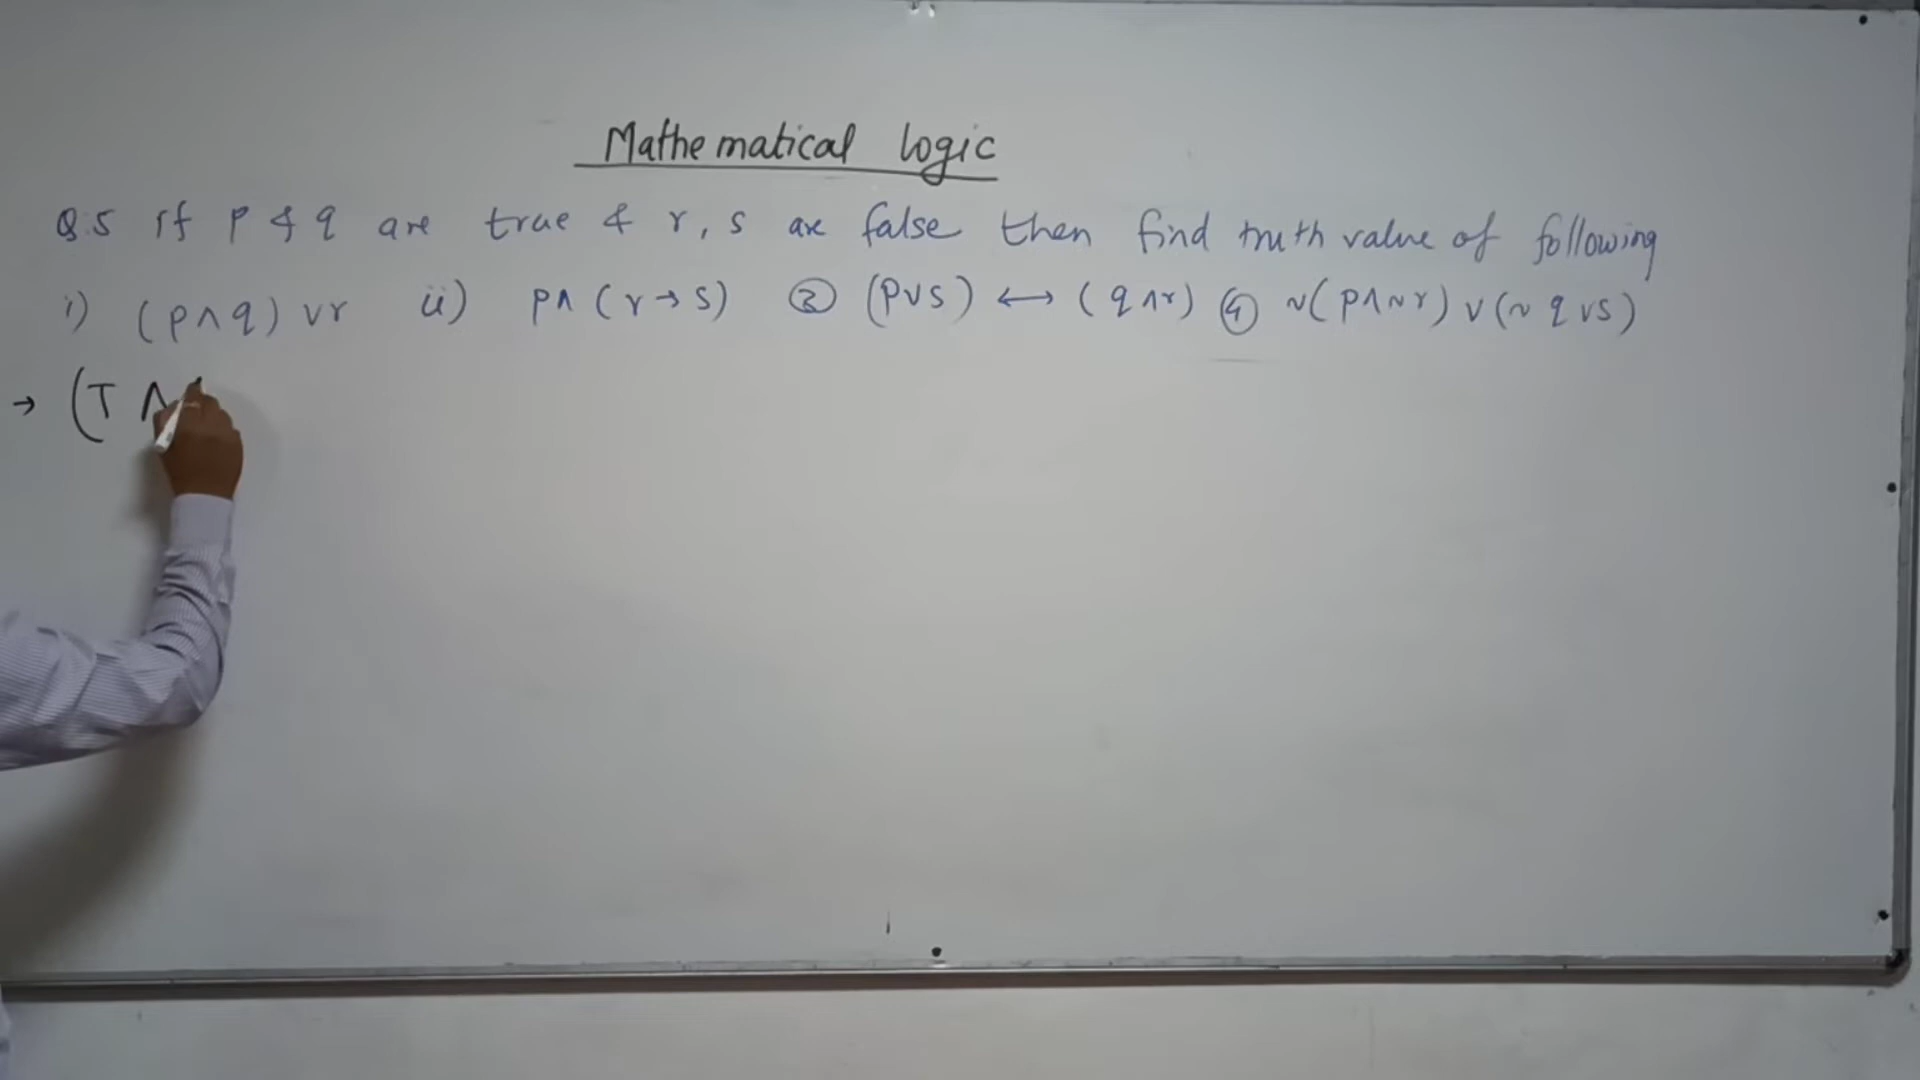 Mathematical logic
Q.5 If P & q are true & r, s are false then find truth value of following
i) (p∧q) ∨r ii) p∧ (r→s) ③ (p∨s) ↔ (q∧r) ④ ~(p∧~r) ∨ (~q∨s)
→ (T ∧